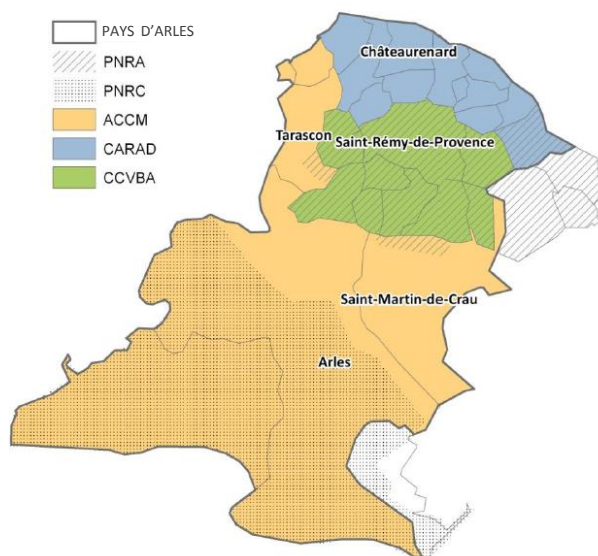 PAYS D'ARLES
PNRA
PNRC
ACCM
CARAD
CCVBA
Châteaurenard
Tarascon
Saint-Rémy-de-Provence
Saint-Martin-de-Crau
Arles